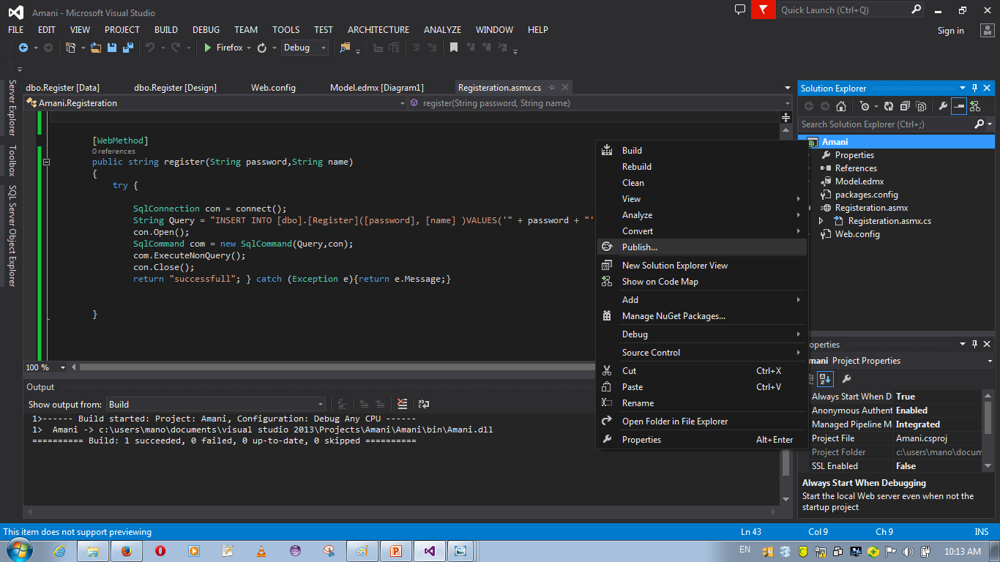 Amani - Microsoft Visual Studio
Quick Launch (Ctrl+Q)
FILE EDIT VIEW PROJECT BUILD DEBUG TEAM TOOLS TEST ARCHITECTURE ANALYZE WINDOW HELP
Sign in
Firefox Debug
Server Explorer
Toolbox
SQL Server Object Explorer
dbo.Register [Data] dbo.Register [Design] Web.config Model.edmx [Diagram1] Registeration.asmx.cs
Amani.Registeration register(String password, String name)
[WebMethod]
0 references
public string register(String password,String name)
{
try {
SqlConnection con = connect();
String Query = "INSERT INTO [dbo].[Register]([password], [name] )VALUES('" + password + "'
con.Open();
SqlCommand com = new SqlCommand(Query,con);
com.ExecuteNonQuery();
con.Close();
return "successfull"; } catch (Exception e){return e.Message;}
}
100 %
Output
Show output from: Build
1>------ Build started: Project: Amani, Configuration: Debug Any CPU ------
1> Amani -> c:\users\mano\documents\visual studio 2013\Projects\Amani\Amani\bin\Amani.dll
========== Build: 1 succeeded, 0 failed, 0 up-to-date, 0 skipped ==========
Build
Rebuild
Clean
View
Analyze
Convert
Publish...
New Solution Explorer View
Show on Code Map
Add
Manage NuGet Packages...
Debug
Source Control
Cut Ctrl+X
Paste Ctrl+V
Rename
Open Folder in File Explorer
Properties Alt+Enter
Solution Explorer
Search Solution Explorer (Ctrl+;)
Amani
Properties
References
Model.edmx
packages.config
Registeration.asmx
Registeration.asmx.cs
Web.config
operties
mani Project Properties
Always Start When D True
Anonymous Authent Enabled
Managed Pipeline M Integrated
Project File Amani.csproj
Project Folder c:\users\mano\docum
SSL Enabled False
Always Start When Debugging
Start the local Web server even when not the
startup project
This item does not support previewing
Ln 43 Col 9 Ch 9 INS
EN
10:13 AM